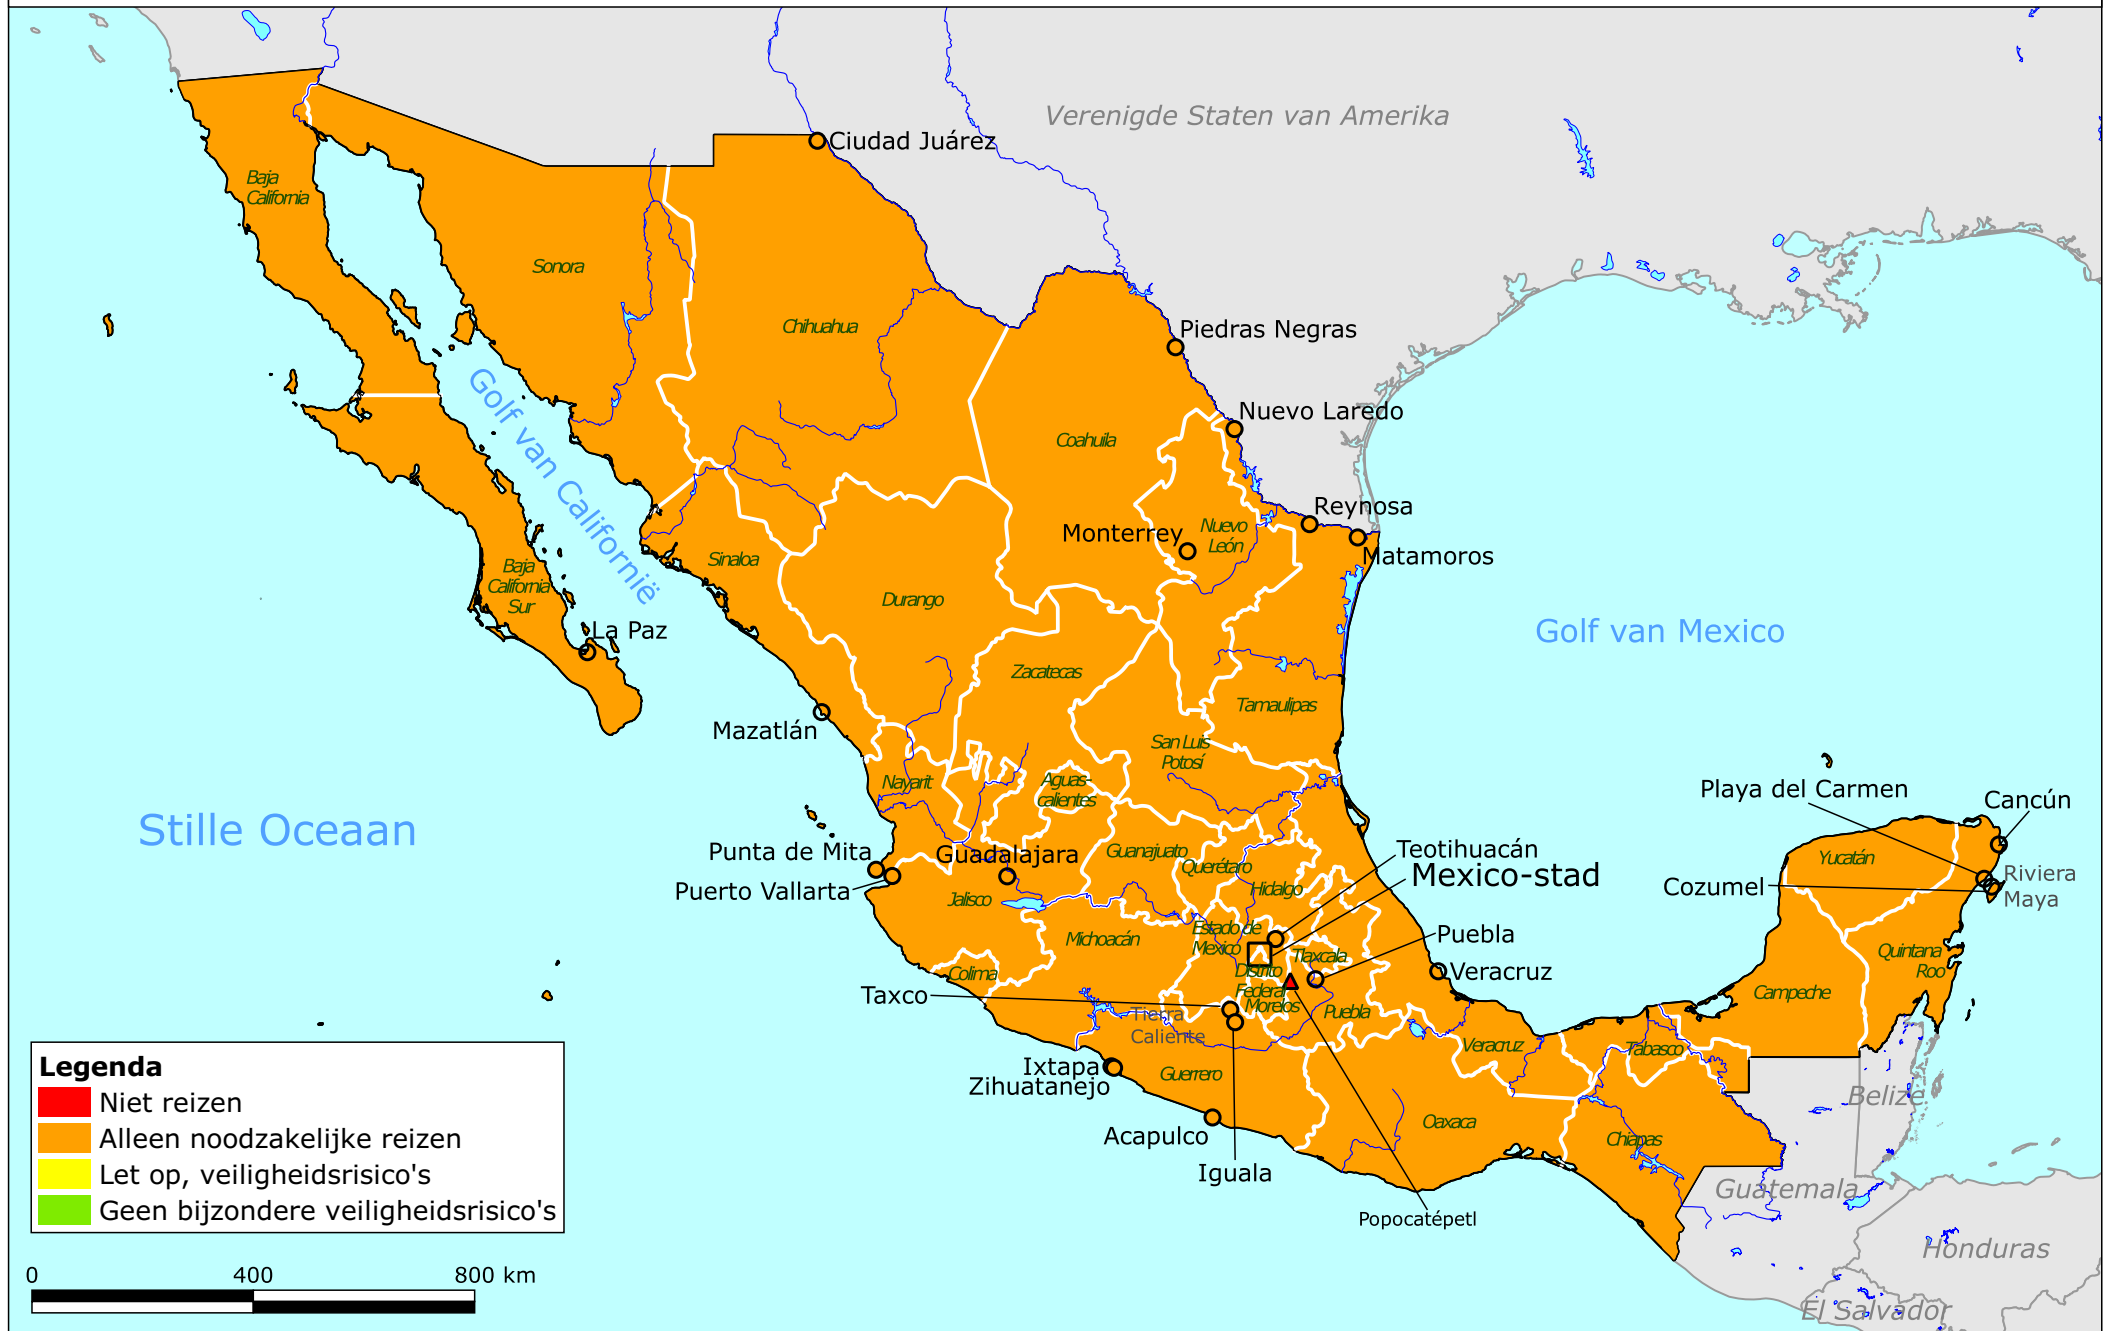 Verenigde Staten van Amerika
Ciudad Juárez
Baja
California
Sonora
Chihuahua
Piedras Negras
Golf van Californië
Nuevo Laredo
Coahuila
Reynosa
Nuevo
León
Monterrey
Matamoros
Sinaloa
Baja
California
Sur
Durango
La Paz
Golf van Mexico
Zacatecas
Tamaulipas
Mazatlán
San Luis
Potosí
Nayarit
Aguas-
calientes
Playa del Carmen
Cancún
Stille Oceaan
Punta de Mita
Guadalajara
Guanajuato
Teotihuacán
Yucatán
Querétaro
Mexico-stad
Riviera
Maya
Puerto Vallarta
Hidalgo
Cozumel
Jalisco
Estado de
Mexico
Michoacán
Puebla
Tlaxcala
Quintana
Roo
Colima
Distrito
Federal
Veracruz
Taxco
Morelos
Puebla
Campeche
Tierra
Caliente
Veracruz
Tabasco
Ixtapa
Zihuatanejo
Guerrero
Belize
Acapulco
Oaxaca
Chiapas
Iguala
Guatemala
Popocatépetl
Honduras
El Salvador
Legenda
Niet reizen
Alleen noodzakelijke reizen
Let op, veiligheidsrisico's
Geen bijzondere veiligheidsrisico's
0 400 800 km